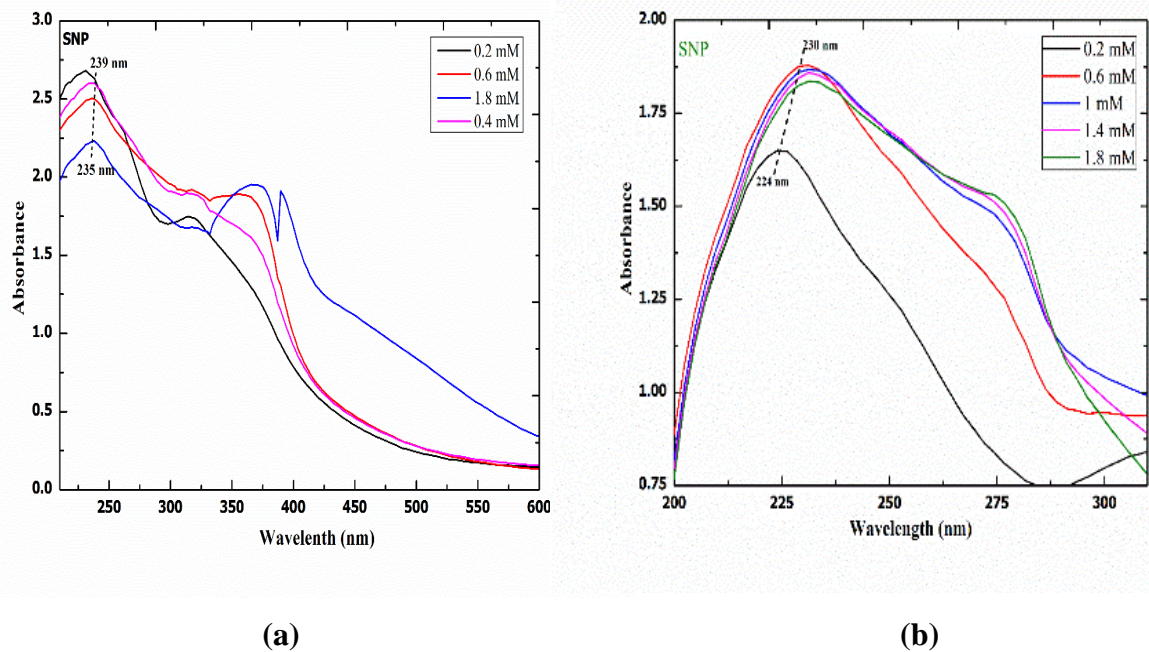 SNP
239 nm
235 nm
0.2 mM
0.6 mM
1.8 mM
0.4 mM
3.0
2.5
2.0
1.5
1.0
0.5
0.0
Absorbance
250 300 350 400 450 500 550 600
Wavelenth (nm)
(a)
SNP
230 nm
224 nm
0.2 mM
0.6 mM
1 mM
1.4 mM
1.8 mM
2.00
1.75
1.50
1.25
1.00
0.75
Absorbance
200 225 250 275 300
Wavelength (nm)
(b)